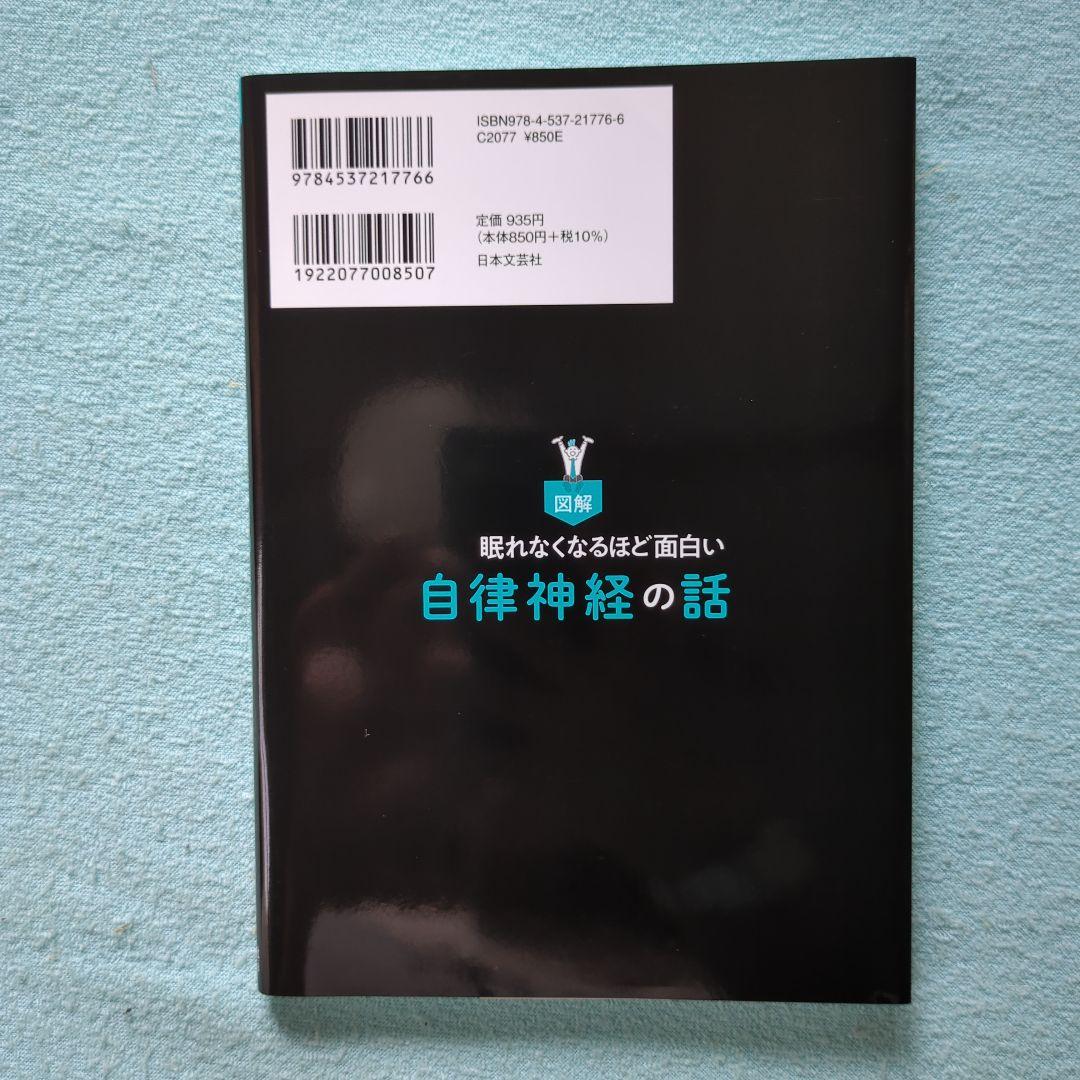 ISBN978-4-537-21776-6
C2077 ¥850E
9784537217766
定価 935円
（本体850円＋税10%）
日本文芸社
1922077008507
図解
眠れなくなるほど面白い
自律神経の話